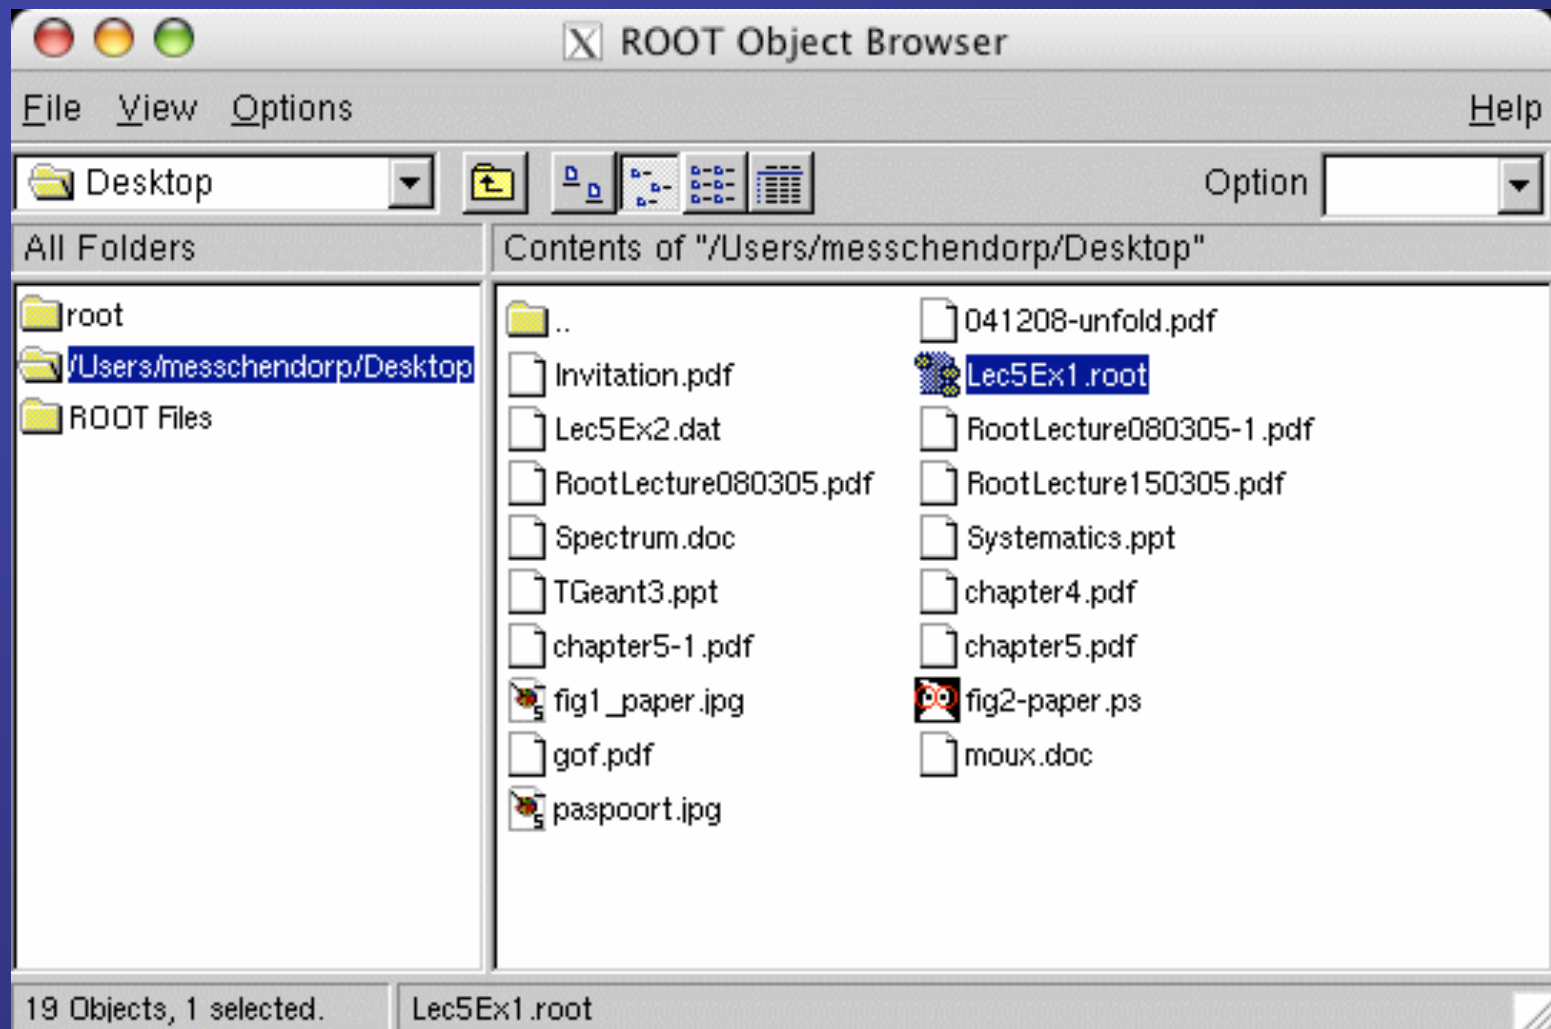 X ROOT Object Browser
File View Options Help
Desktop Option
All Folders Contents of "/Users/messchendorp/Desktop"
root
/Users/messchendorp/Desktop
ROOT Files
.. 041208-unfold.pdf
Invitation.pdf Lec5Ex1.root
Lec5Ex2.dat RootLecture080305-1.pdf
RootLecture080305.pdf RootLecture150305.pdf
Spectrum.doc Systematics.ppt
TGeant3.ppt chapter4.pdf
chapter5-1.pdf chapter5.pdf
fig1_paper.jpg fig2-paper.ps
gof.pdf moux.doc
paspoort.jpg
19 Objects, 1 selected. Lec5Ex1.root